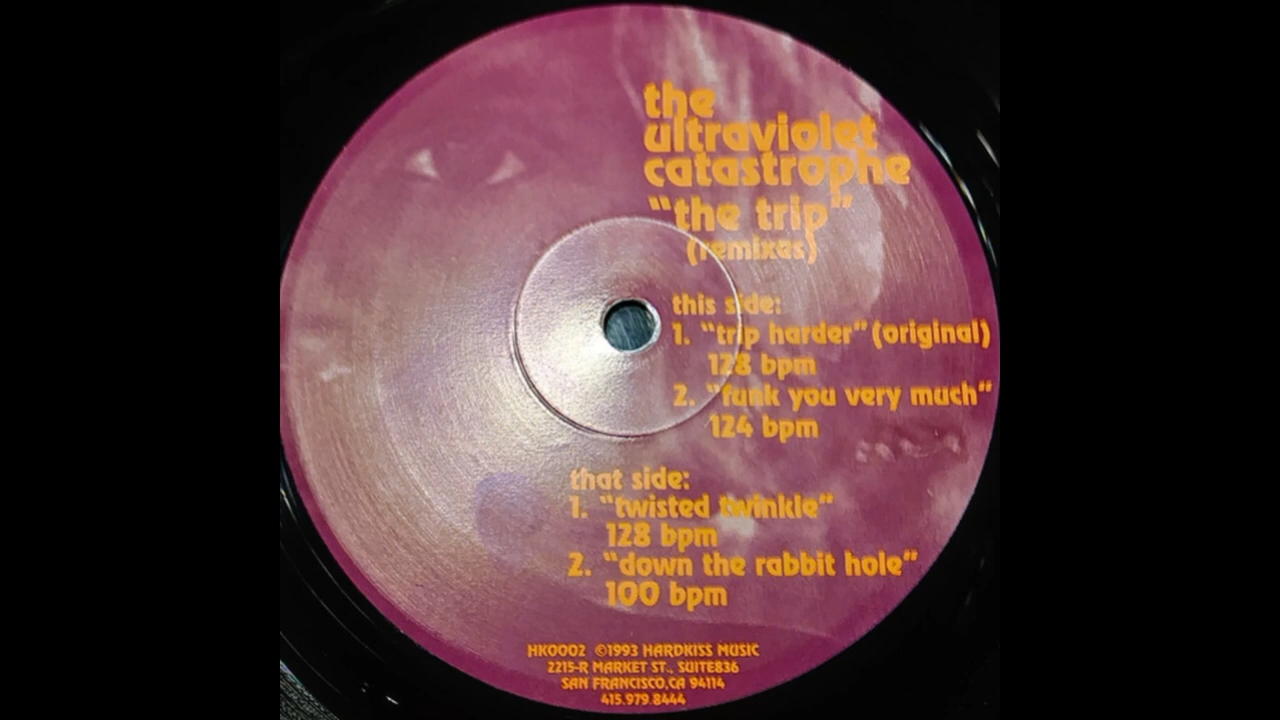 the
ultraviolet
catastrophe
"the trip"
(remixes)
this side:
1. "trip harder" (original)
128 bpm
2. "funk you very much"
124 bpm
that side:
1. "twisted twinkle"
128 bpm
2. "down the rabbit hole"
100 bpm
HK0002 ©1993 HARDKISS MUSIC
2215-R MARKET ST., SUITE836
SAN FRANCISCO,CA 94114
415.979.8444